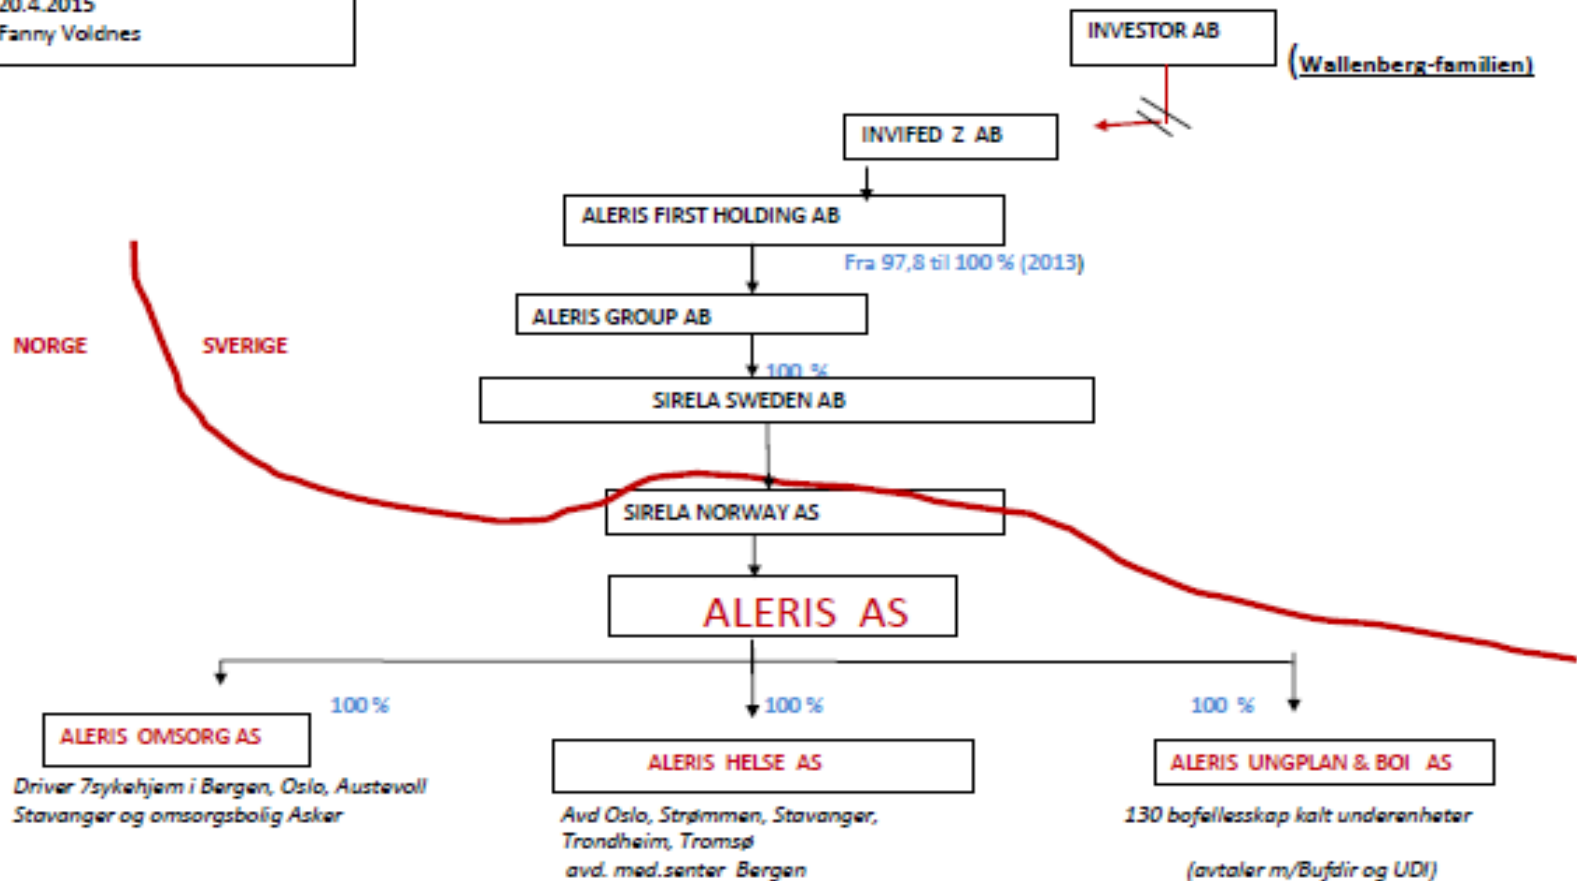 20.4.2015
Fanny Voldnes
INVESTOR AB
(Wallenberg-familien)
INVIFED Z AB
ALERIS FIRST HOLDING AB
Fra 97,8 til 100 % (2013)
ALERIS GROUP AB
NORGE
SVERIGE
100 %
SIRELA SWEDEN AB
SIRELA NORWAY AS
ALERIS AS
100 %
100 %
100 %
ALERIS OMSORG AS
ALERIS HELSE AS
ALERIS UNGPLAN & BOI AS
Driver 7sykehjem i Bergen, Oslo, Austevoll
Stavanger og omsorgsbolig Asker
Avd Oslo, Strømmen, Stavanger,
Trondheim, Tromsø
avd. med.senter Bergen
130 bofellesskap kalt underenheter
(avtaler m/Bufdir og UDI)